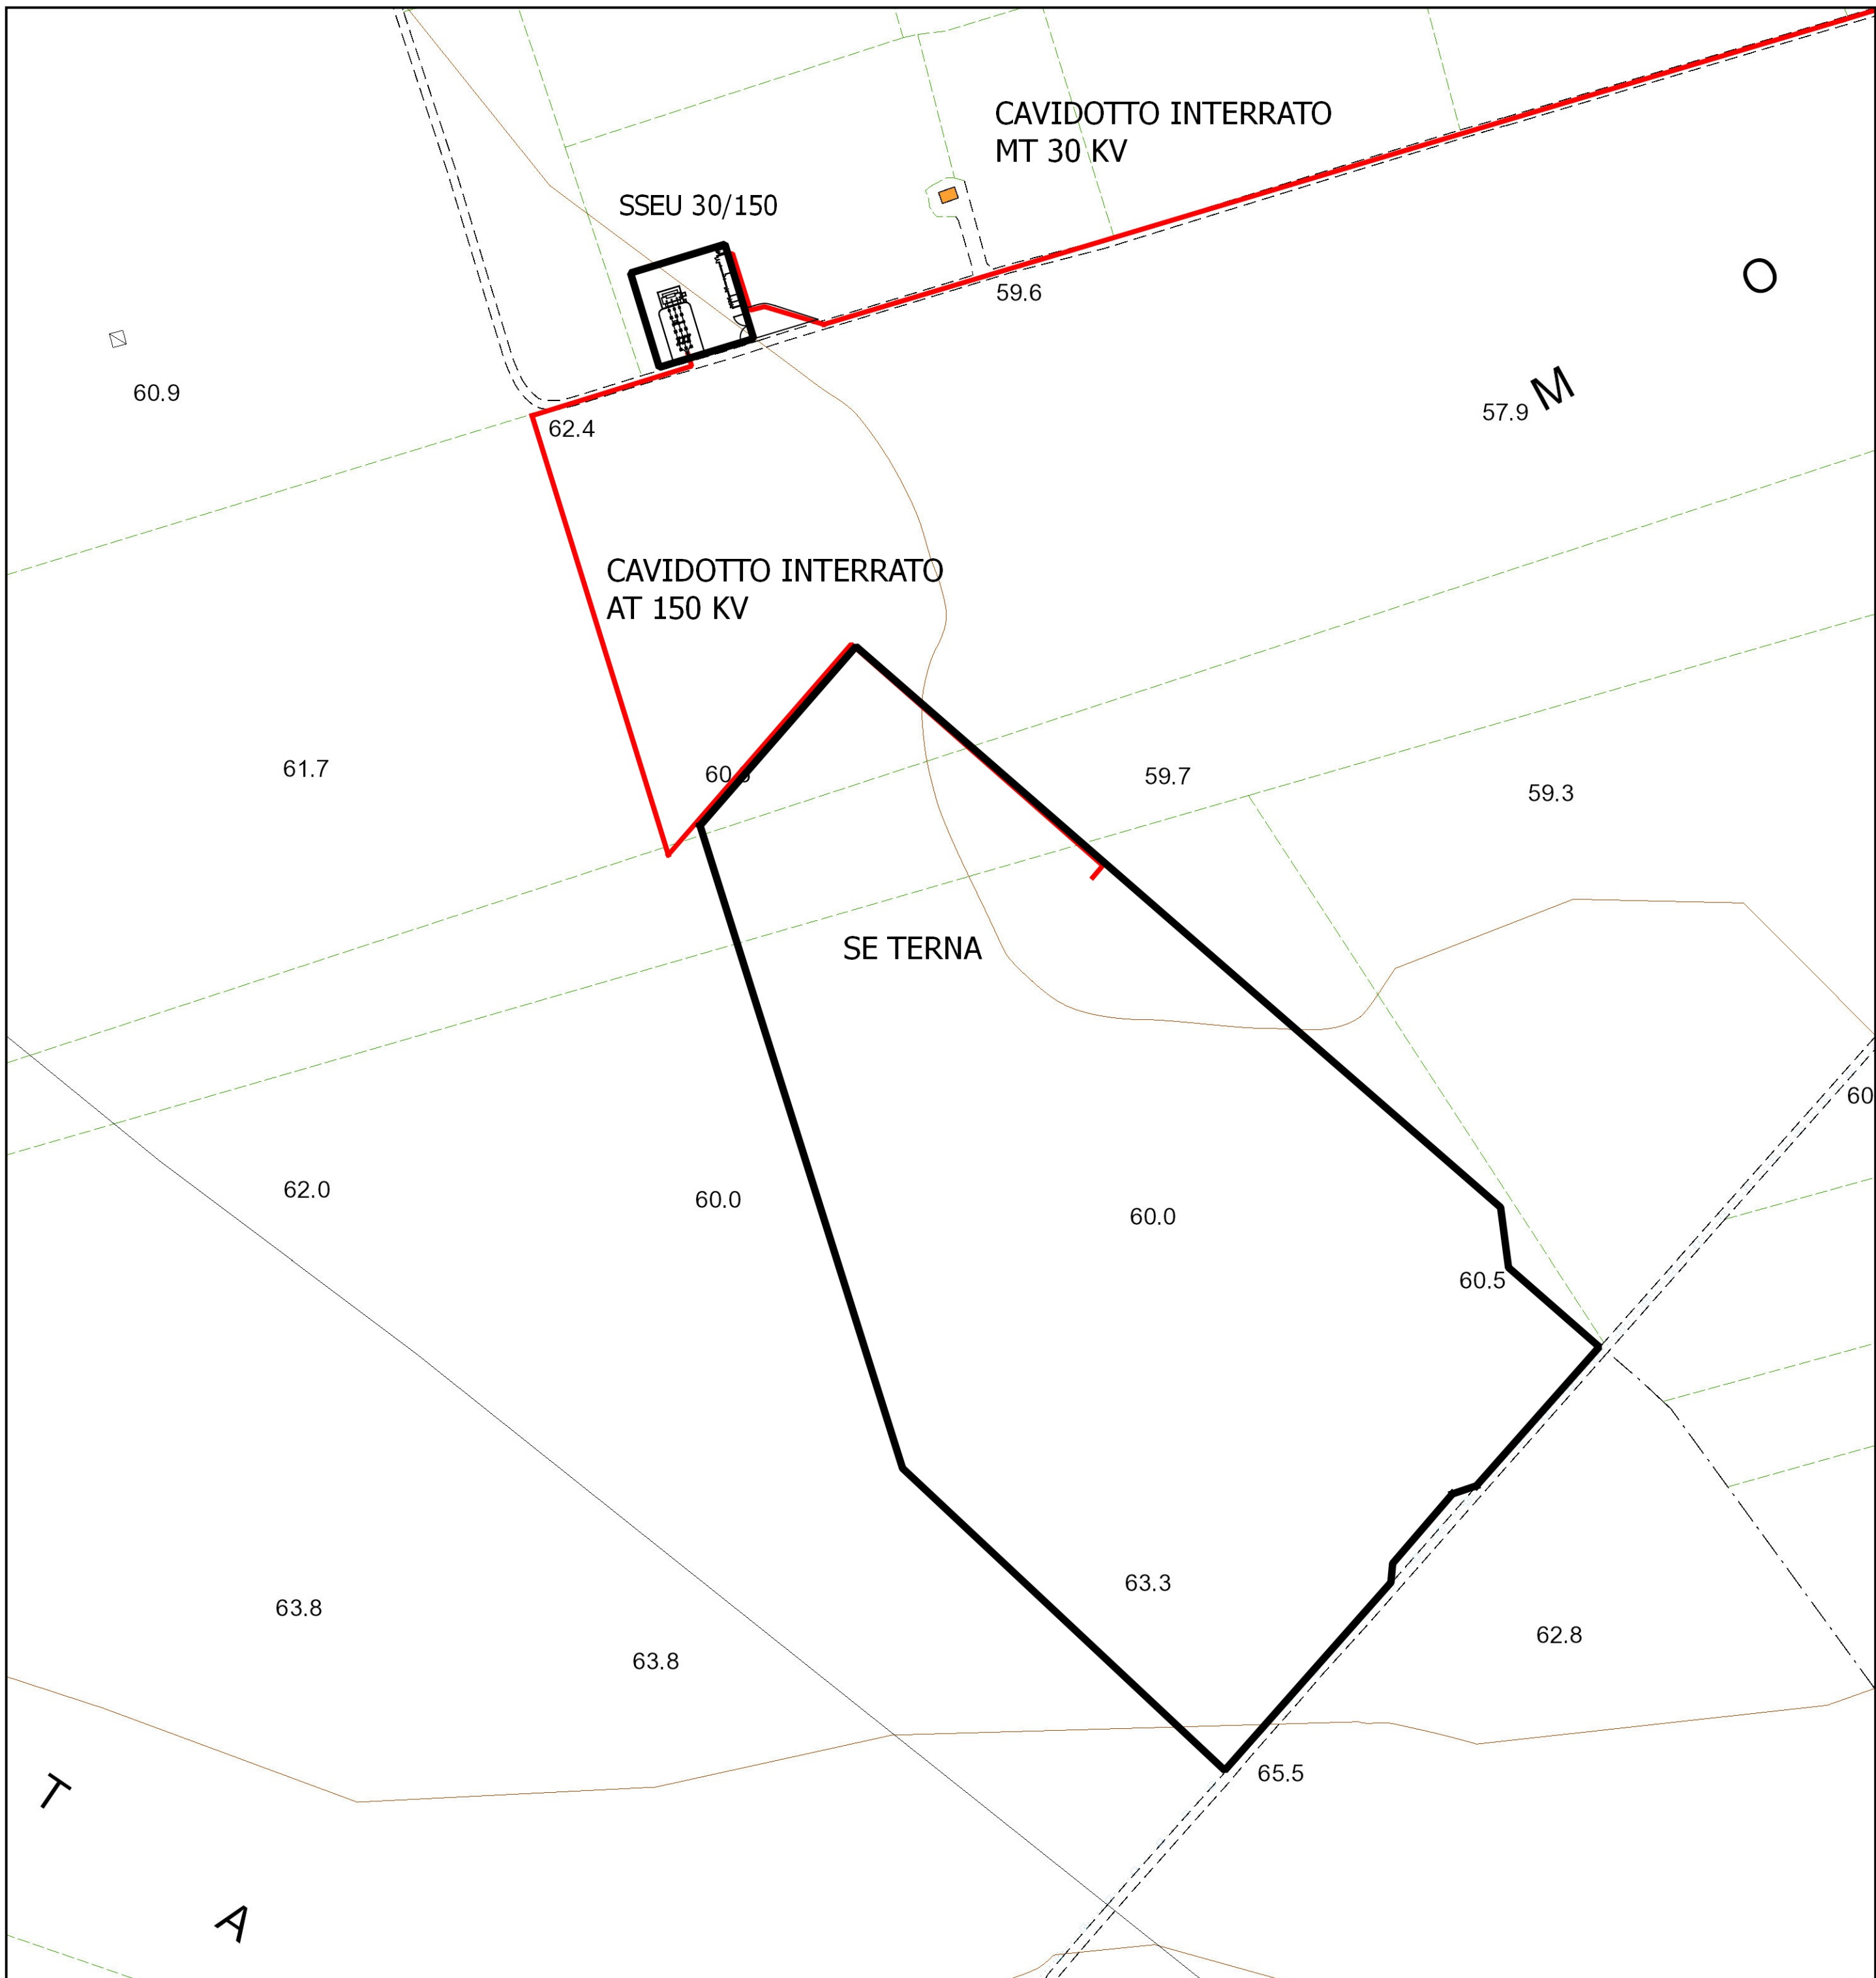 CAVIDOTTO INTERRATO
MT 30 KV
SSEU 30/150
O
59.6
M
60.9
57.9
62.4
CAVIDOTTO INTERRATO
AT 150 KV
61.7
59.7
59.3
SE TERNA
60
62.0
60.0
60.0
60.5
63.3
63.8
62.8
63.8
65.5
T
A